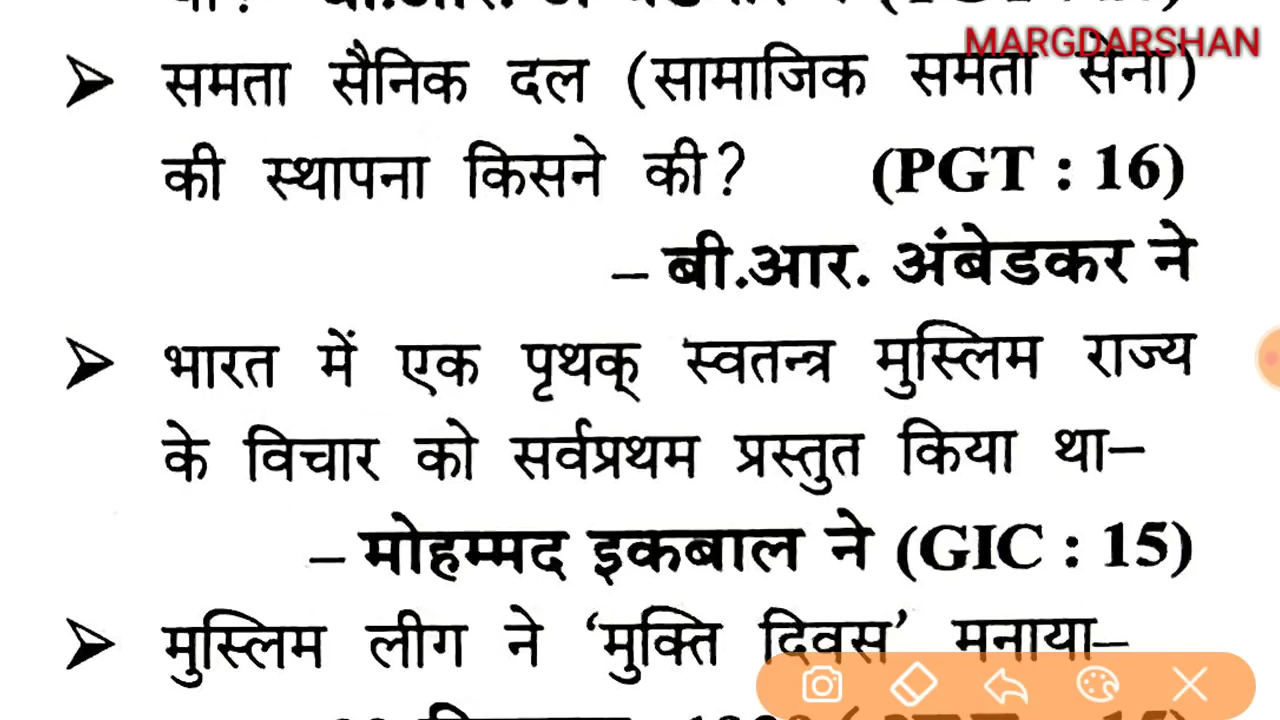 MARGDARSHAN
➢ समता सैनिक दल (सामाजिक समता सेना)
की स्थापना किसने की? (PGT : 16)
– बी.आर. अंबेडकर ने
➢ भारत में एक पृथक् स्वतन्त्र मुस्लिम राज्य
के विचार को सर्वप्रथम प्रस्तुत किया था–
– मोहम्मद इकबाल ने (GIC : 15)
➢ मुस्लिम लीग ने ‘मुक्ति दिवस’ मनाया–